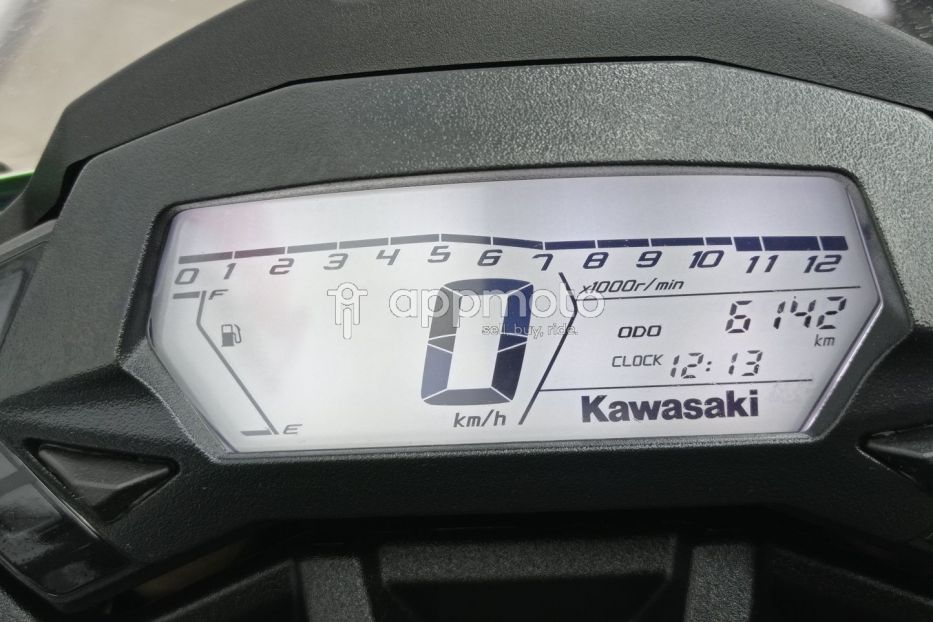 0 1 2 3 4 5 6 7 8 9 10 11 12
x1000r/min
F
appmoto
sell, buy, ride.
0
km/h
E
ODO 6142
km
CLOCK 12:13
Kawasaki